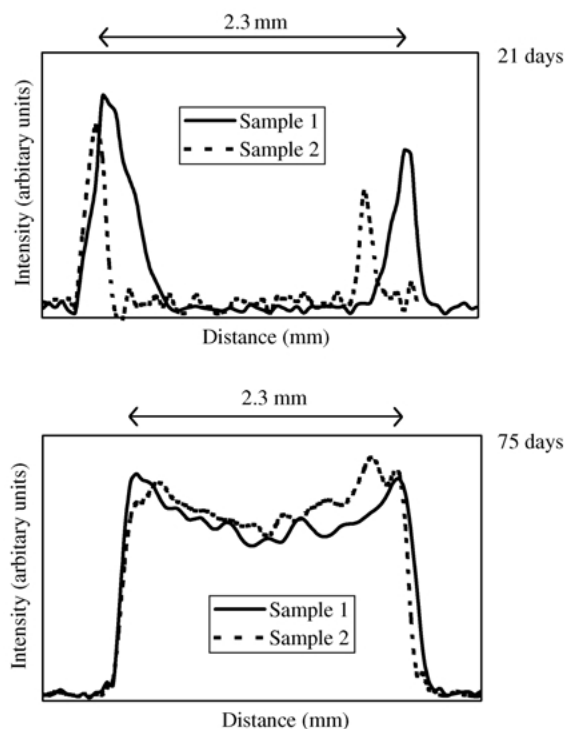 2.3 mm
21 days
Sample 1
Sample 2
Intensity (arbitary units)
Distance (mm)
2.3 mm
75 days
Intensity (arbitary units)
Sample 1
Sample 2
Distance (mm)